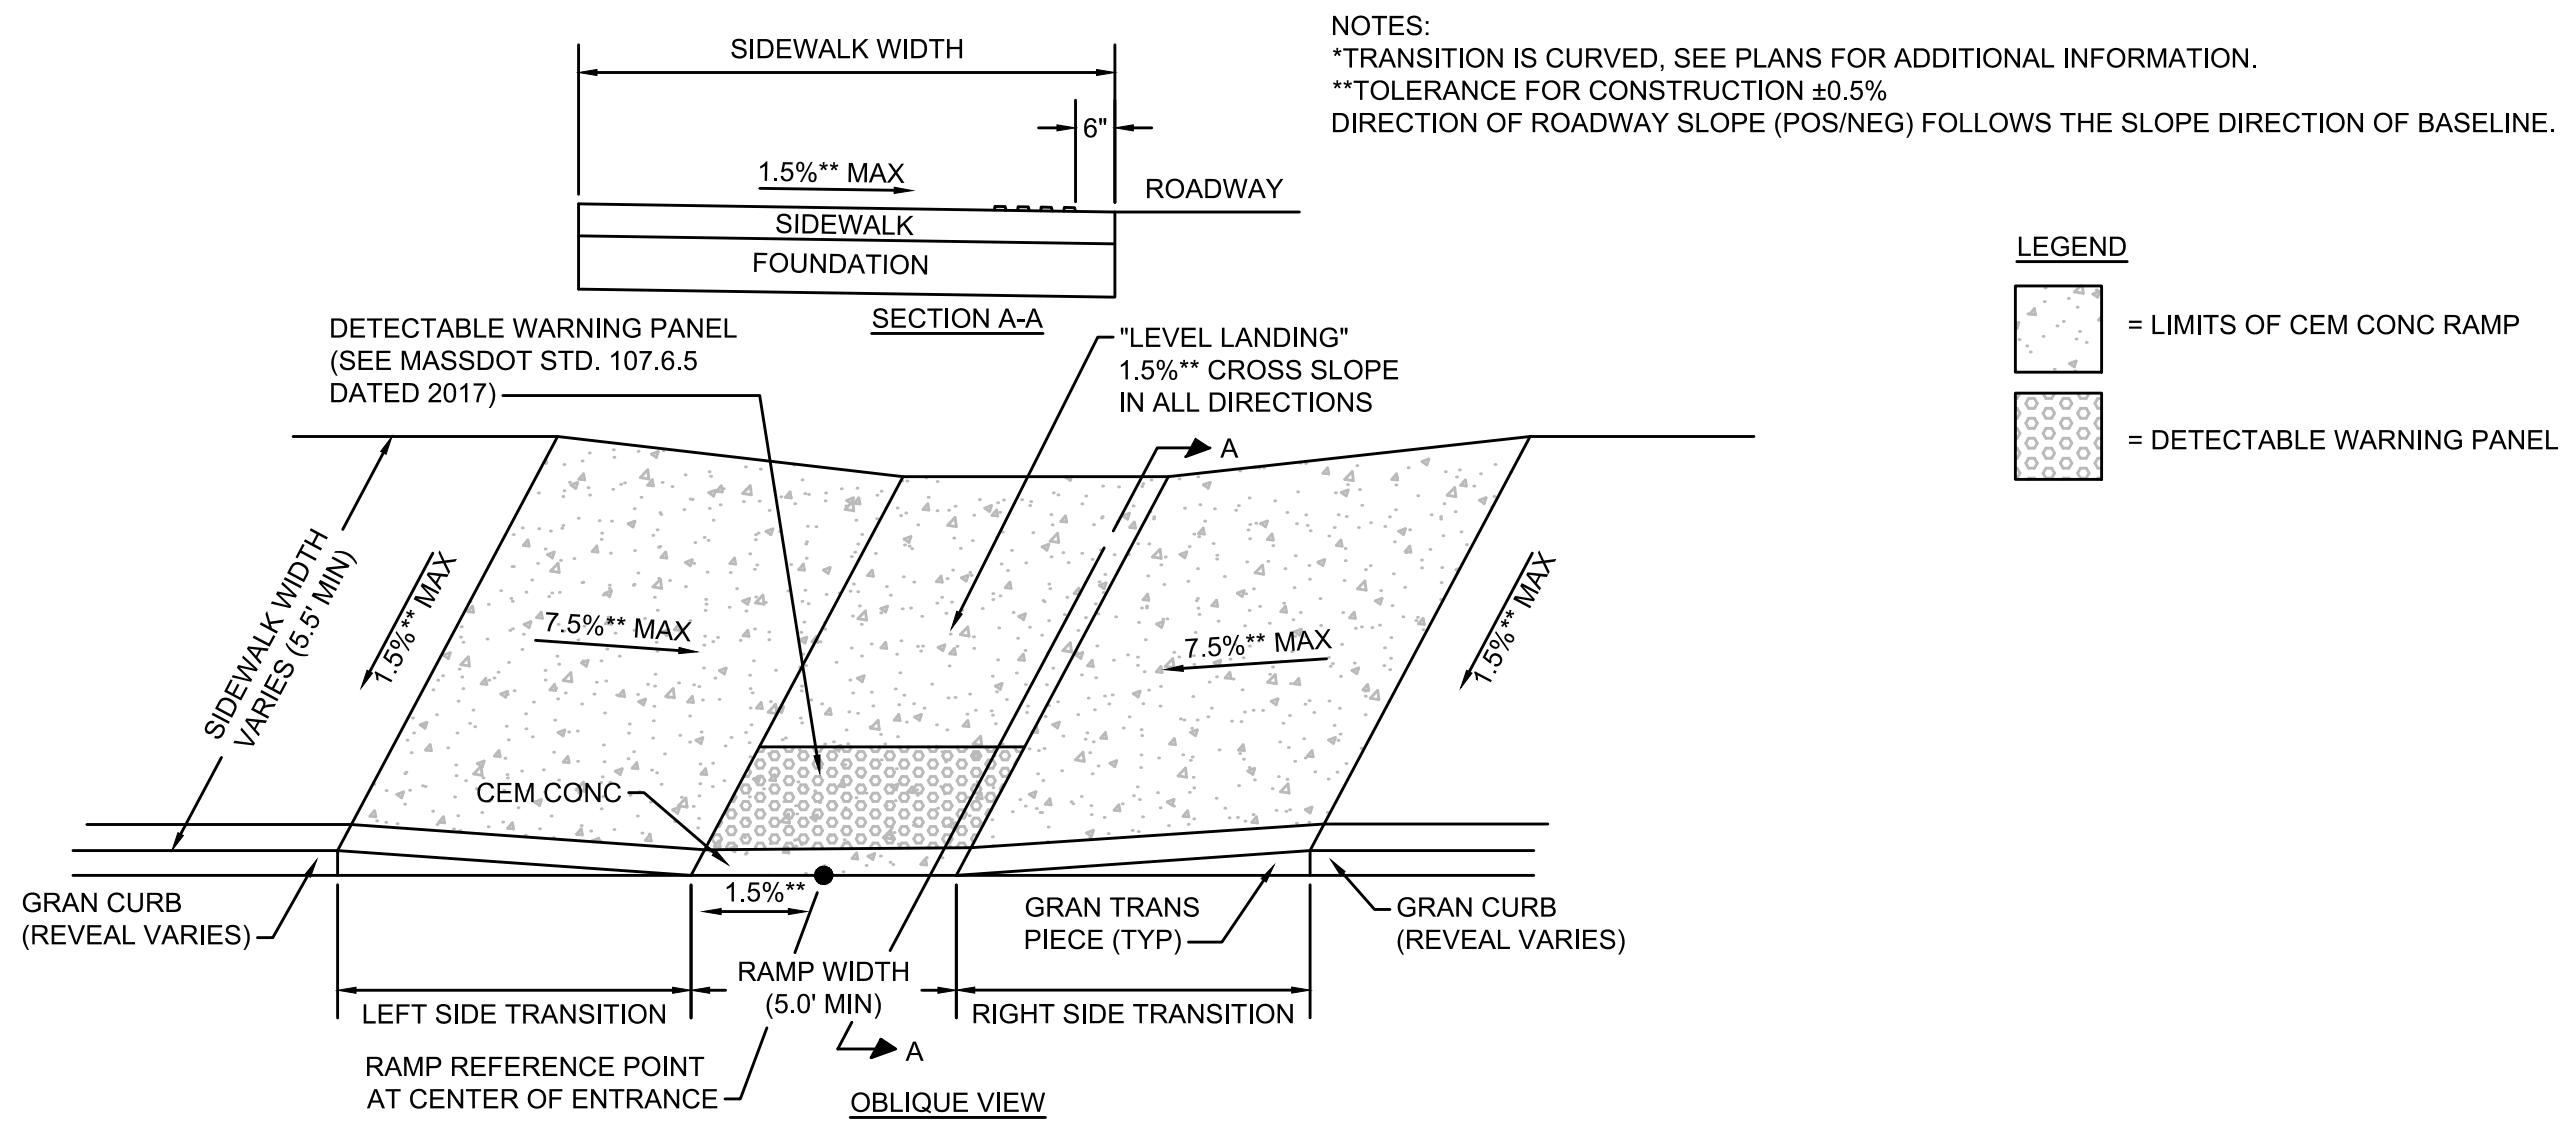 NOTES:
*TRANSITION IS CURVED, SEE PLANS FOR ADDITIONAL INFORMATION.
**TOLERANCE FOR CONSTRUCTION ±0.5%
DIRECTION OF ROADWAY SLOPE (POS/NEG) FOLLOWS THE SLOPE DIRECTION OF BASELINE.
SIDEWALK WIDTH
6"
1.5%** MAX
ROADWAY
SIDEWALK
FOUNDATION
SECTION A-A
LEGEND
= LIMITS OF CEM CONC RAMP
= DETECTABLE WARNING PANEL
DETECTABLE WARNING PANEL
(SEE MASSDOT STD. 107.6.5
DATED 2017)
"LEVEL LANDING"
1.5%** CROSS SLOPE
IN ALL DIRECTIONS
A
SIDEWALK WIDTH
VARIES (5.5' MIN)
1.5%** MAX
7.5%** MAX
7.5%** MAX
1.5%** MAX
CEM CONC
1.5%**
GRAN CURB
(REVEAL VARIES)
GRAN TRANS
PIECE (TYP)
GRAN CURB
(REVEAL VARIES)
RAMP WIDTH
(5.0' MIN)
LEFT SIDE TRANSITION
RIGHT SIDE TRANSITION
A
RAMP REFERENCE POINT
AT CENTER OF ENTRANCE
OBLIQUE VIEW